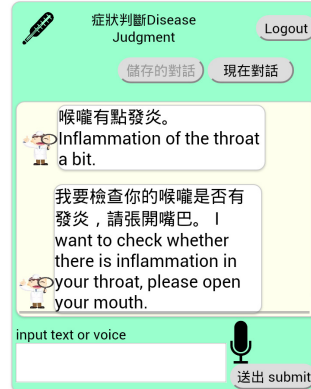 症狀判斷Disease
Judgment
Logout
儲存的對話
現在對話
喉嚨有點發炎。
Inflammation of the throat
a bit.
我要檢查你的喉嚨是否有
發炎，請張開嘴巴。 I
want to check whether
there is inflammation in
your throat, please open
your mouth.
input text or voice
送出 submit